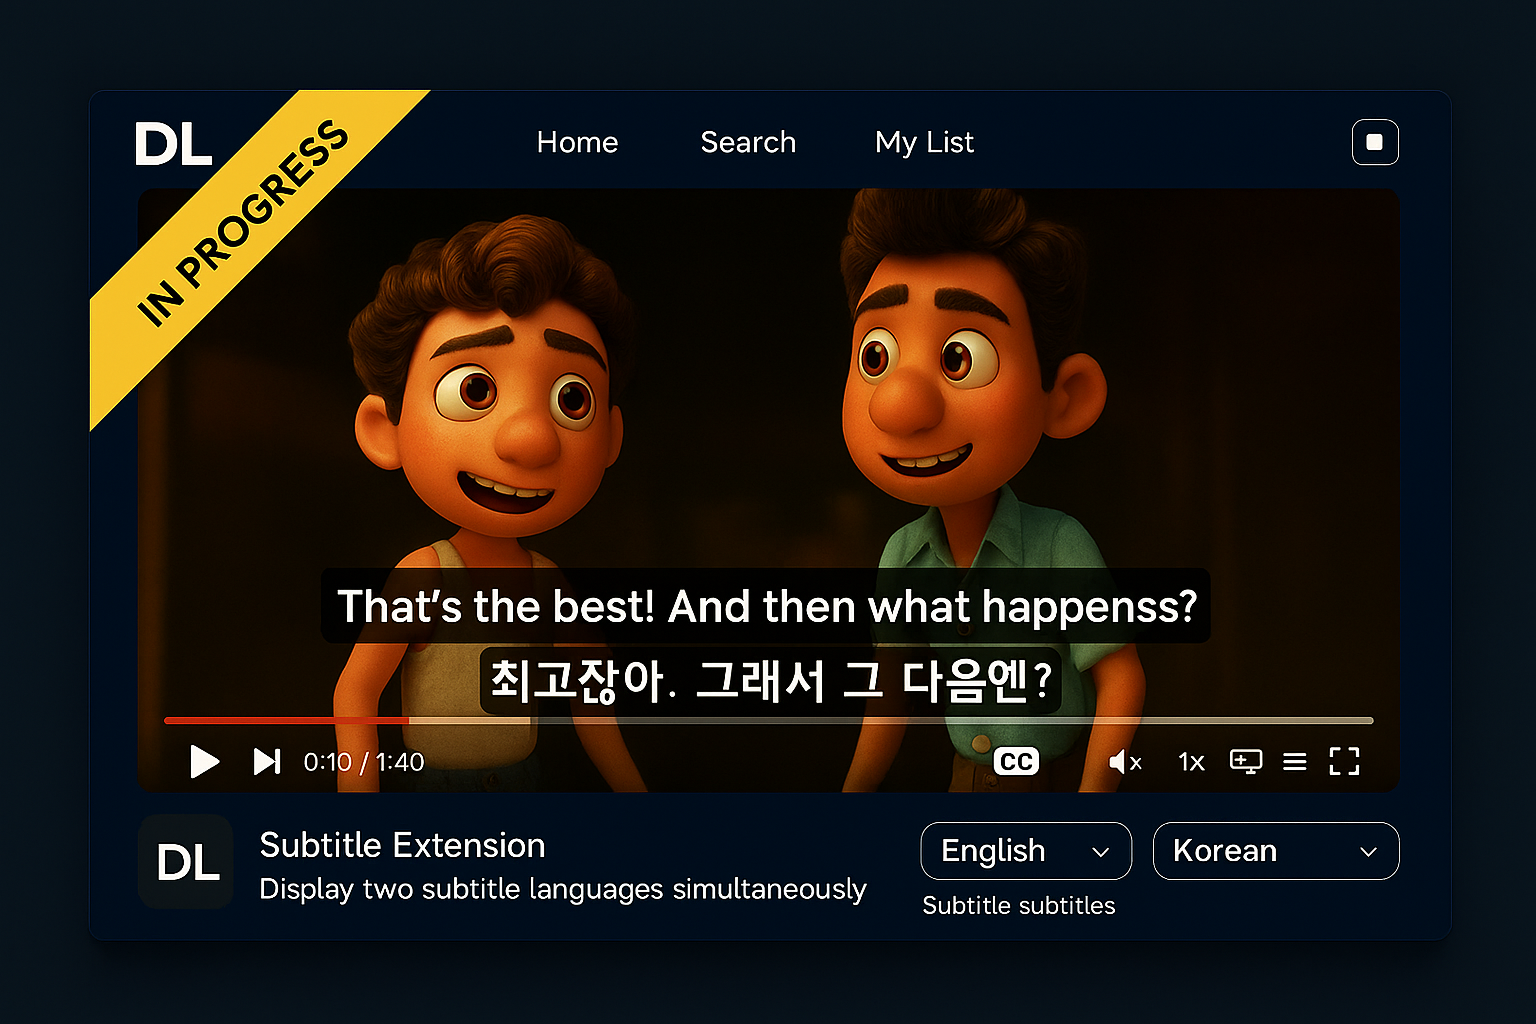 DL
IN PROGRESS
Home Search My List
That's the best! And then what happenss?
최고잖아. 그래서 그 다음엔?
0:10 / 1:40
CC
x
1x
DL
Subtitle Extension
Display two subtitle languages simultaneously
English
Korean
Subtitle subtitles